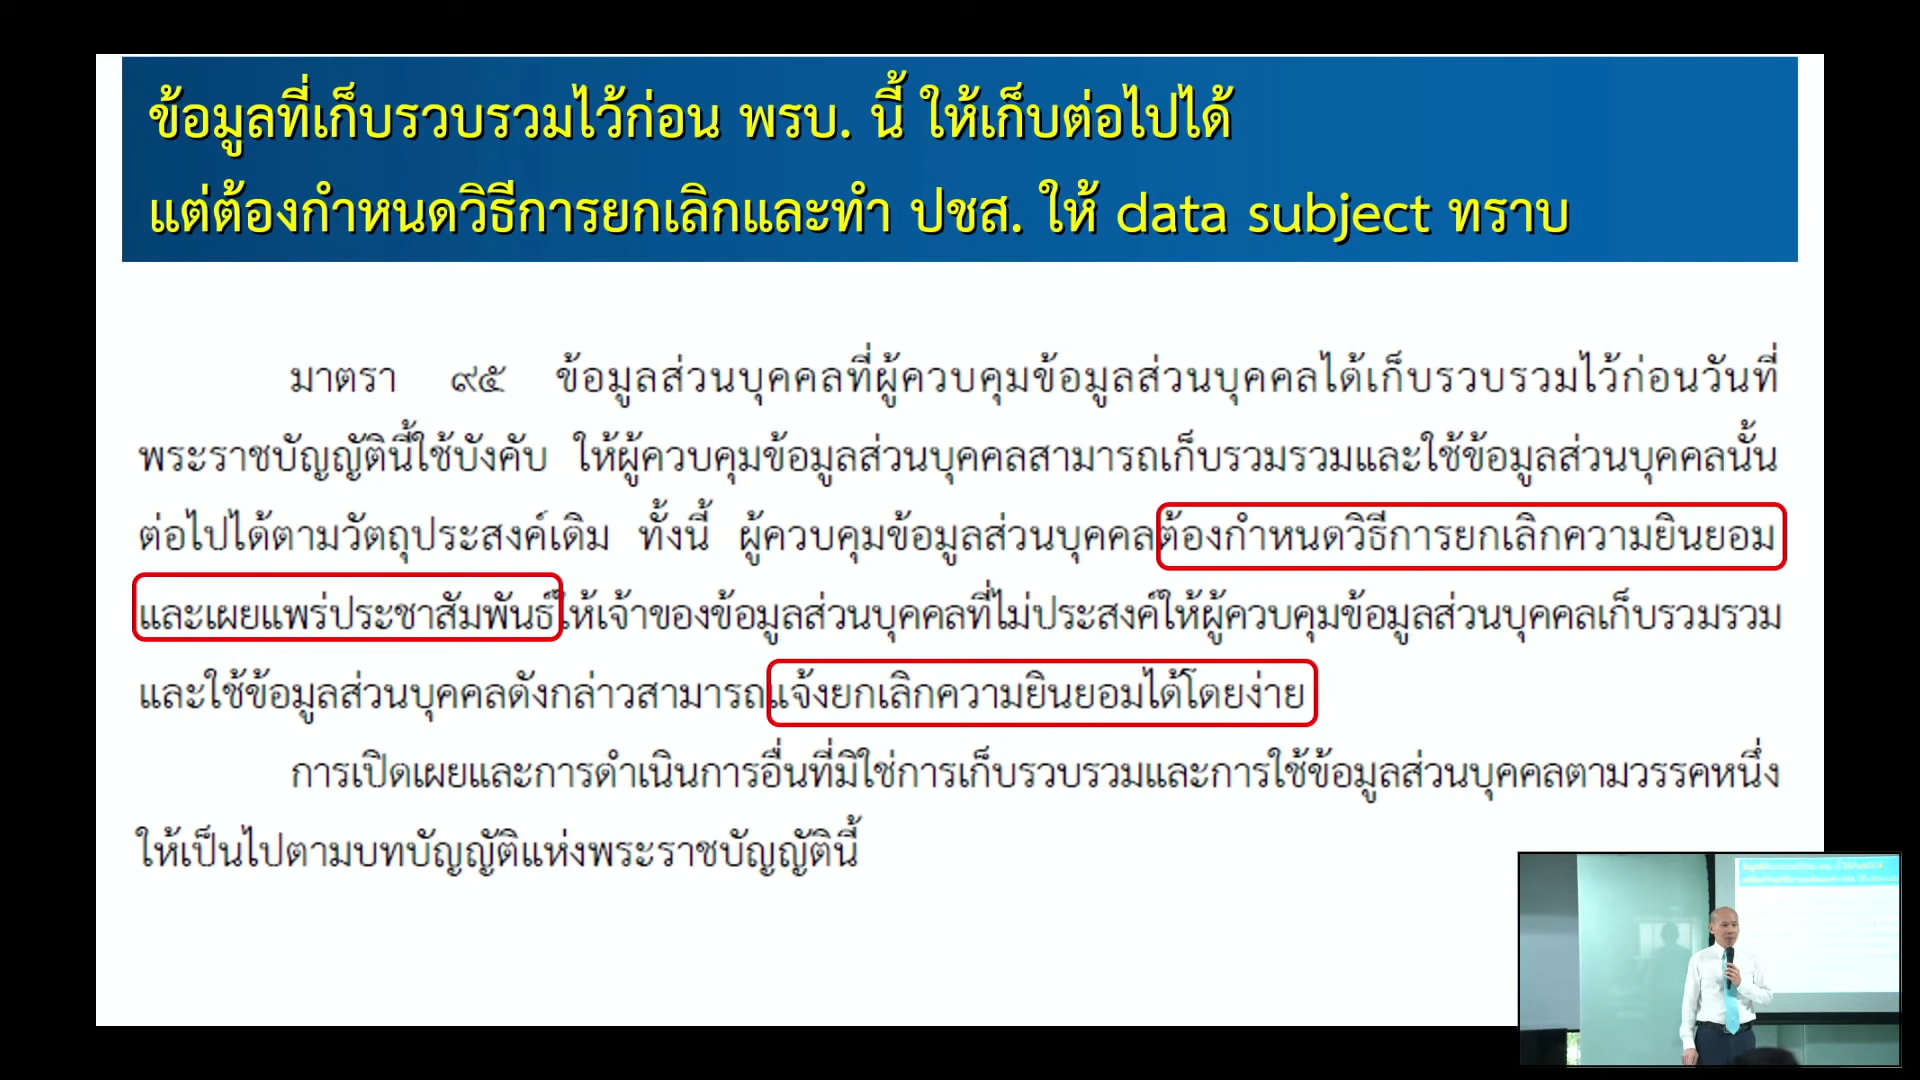 ข้อมูลที่เก็บรวบรวมไว้ก่อน พรบ. นี้ ให้เก็บต่อไปได้
แต่ต้องกำหนดวิธีการยกเลิกและทำ ปชส. ให้ data subject ทราบ
มาตรา ๙๕ ข้อมูลส่วนบุคคลที่ผู้ควบคุมข้อมูลส่วนบุคคลได้เก็บรวบรวมไว้ก่อนวันที่
พระราชบัญญัตินี้ใช้บังคับ ให้ผู้ควบคุมข้อมูลส่วนบุคคลสามารถเก็บรวมรวมและใช้ข้อมูลส่วนบุคคลนั้น
ต่อไปได้ตามวัตถุประสงค์เดิม ทั้งนี้ ผู้ควบคุมข้อมูลส่วนบุคคลต้องกำหนดวิธีการยกเลิกความยินยอม
และเผยแพร่ประชาสัมพันธ์ให้เจ้าของข้อมูลส่วนบุคคลที่ไม่ประสงค์ให้ผู้ควบคุมข้อมูลส่วนบุคคลเก็บรวมรวม
และใช้ข้อมูลส่วนบุคคลดังกล่าวสามารถแจ้งยกเลิกความยินยอมได้โดยง่าย
การเปิดเผยและการดำเนินการอื่นที่มิใช่การเก็บรวบรวมและการใช้ข้อมูลส่วนบุคคลตามวรรคหนึ่ง
ให้เป็นไปตามบทบัญญัติแห่งพระราชบัญญัตินี้